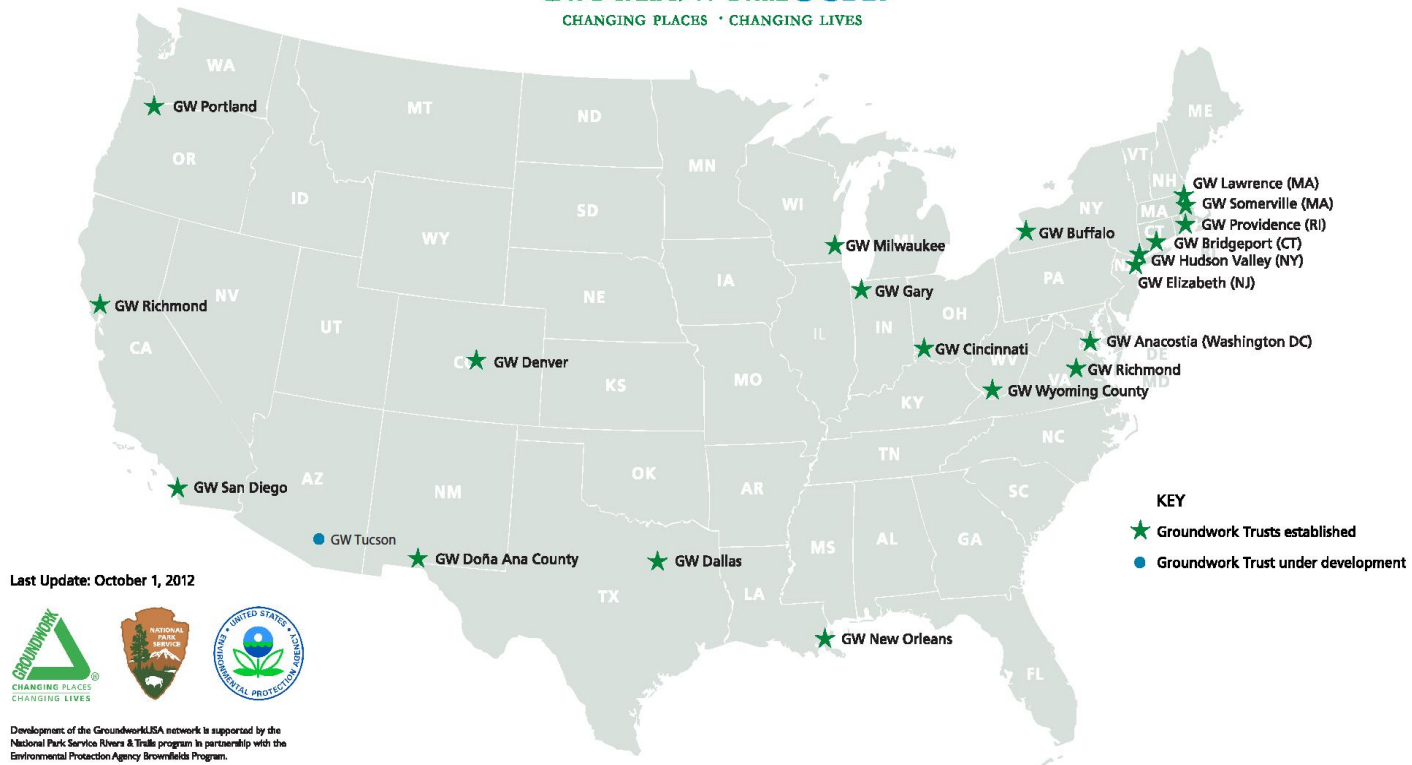 CHANGING PLACES • CHANGING LIVES
WA
GW Portland
MT
ND
ME
OR
MN
VT
ID
SD
WI
NH
GW Lawrence (MA)
NY
MA
GW Somerville (MA)
WY
GW Buffalo
GW Providence (RI)
GW Milwaukee
MI
CT
GW Bridgeport (CT)
GW Hudson Valley (NY)
IA
PA
GW Elizabeth (NJ)
NV
NE
GW Gary
GW Richmond
OH
UT
IL
IN
CA
GW Denver
GW Cincinnati
GW Anacostia (Washington DC)
DE
WV
KS
MO
GW Richmond
VA
MD
GW Wyoming County
KY
NC
TN
AZ
NM
OK
AR
SC
GW San Diego
KEY
Groundwork Trusts established
GW Tucson
MS
AL
GA
GW Doña Ana County
GW Dallas
Groundwork Trust under development
Last Update: October 1, 2012
TX
LA
GW New Orleans
FL
GROUNDWORK
®
CHANGING PLACES
CHANGING LIVES
NATIONAL
PARK
SERVICE
UNITED STATES
ENVIRONMENTAL PROTECTION AGENCY
Development of the GroundworkUSA network is supported by the
National Park Service Rivers & Trails program in partnership with the
Environmental Protection Agency Brownfields Program.